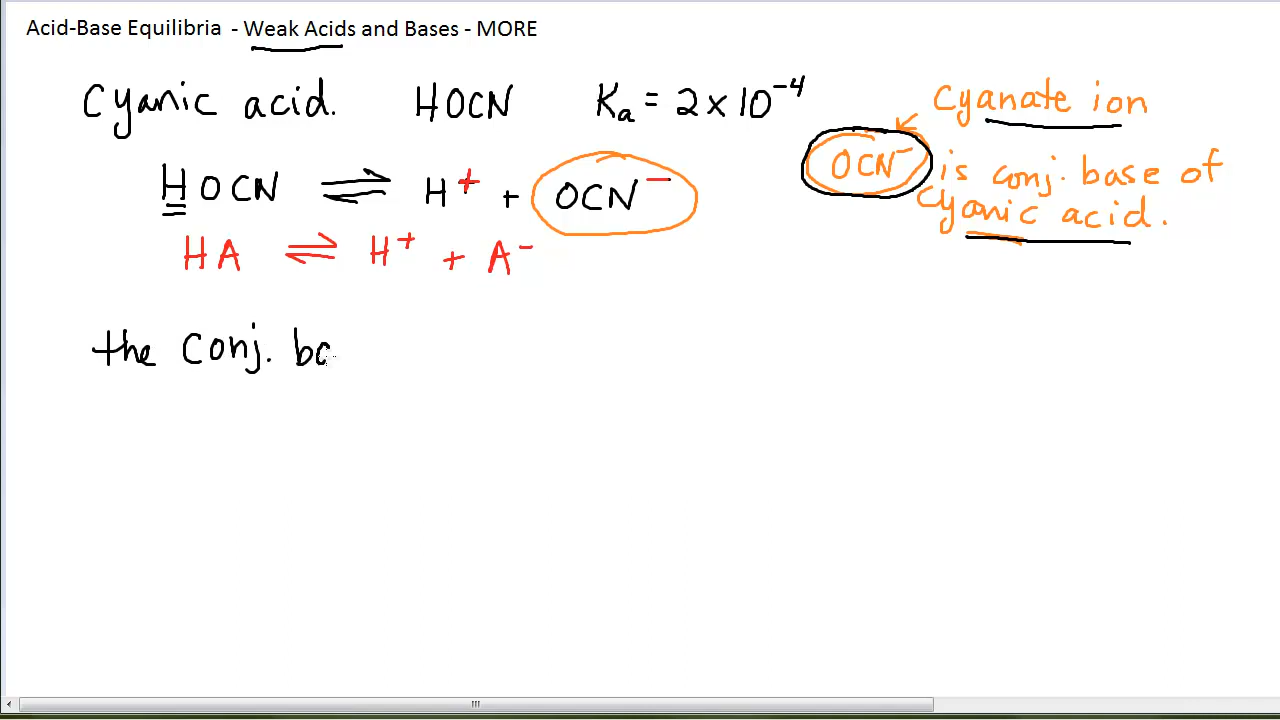 Acid-Base Equilibria - Weak Acids and Bases - MORE
Cyanic acid. HOCN Ka = 2 x 10⁻⁴
Cyanate ion
HOCN ⇌ H⁺ + OCN⁻
OCN⁻ is conj. base of
Cyanic acid.
HA ⇌ H⁺ + A⁻
the conj. ba